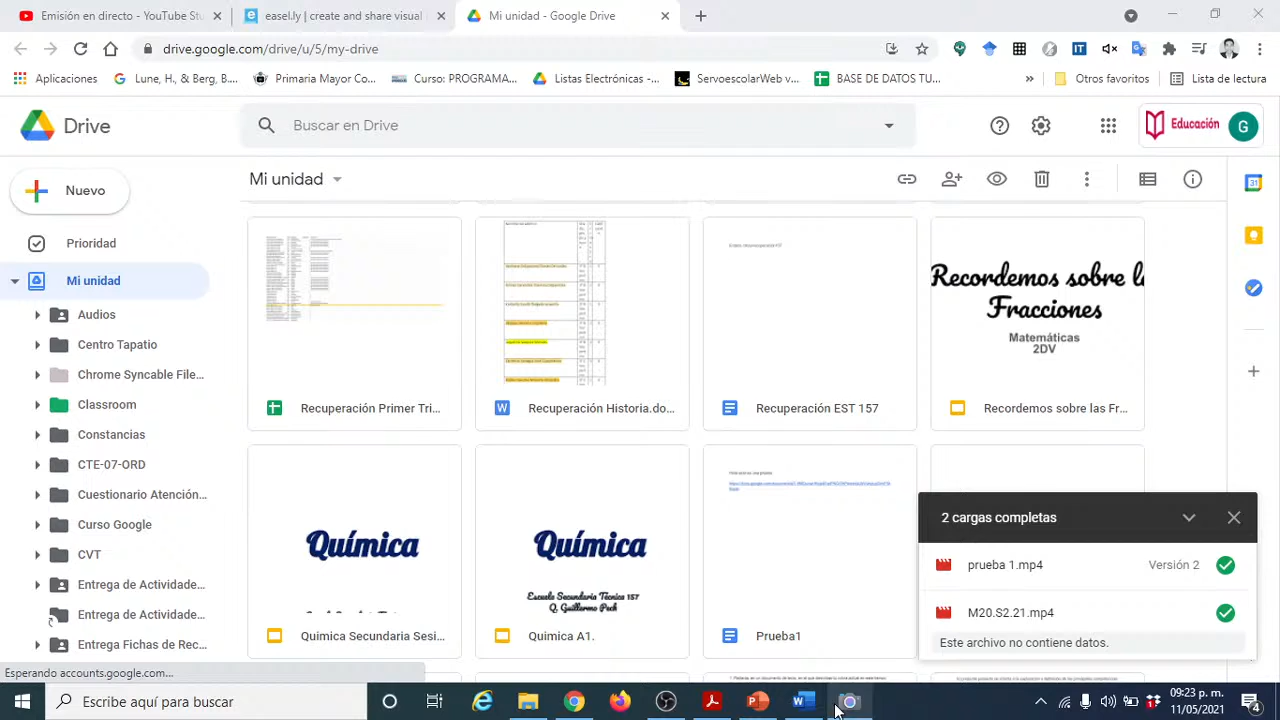 Emisión en directo - YouTube Stu
easel.ly | create and share visual i
Mi unidad - Google Drive
drive.google.com/drive/u/5/my-drive
Aplicaciones
Lune, H., & Berg, B....
Primaria Mayor Co...
Curso: PROGRAMA...
Listas Electrónicas -...
ServoescolarWeb v...
BASE DE DATOS TU...
»
Otros favoritos
Lista de lectura
Drive
Buscar en Drive
Educación
G
Nuevo
Mi unidad
Prioridad
Mi unidad
Audios
Centro Tapatio
Chrome Syncable File...
Classroom
Constancias
CTE-07-ORD
Curso Google
CVT
Entrega de Actividade...
Entrega de Activida...
Entrega Fichas de Rec...
Recordemos sobre l
Fracciones
Matemáticas
2DV
Recuperación Primer Tri...
Recuperación Historia.do...
Recuperación EST 157
Recordemos sobre las Fr...
Química
Química
Escuela Secundaria Técnica 157
Q. Guillermo Pech
Quimica Secundaria Sesi...
Quimica A1.
Prueba1
2 cargas completas
prueba 1.mp4
Versión 2
M20.S2.21.mp4
Este archivo no contiene datos.
Esperando accounts.google.com...
Escribe aquí para buscar
09:23 p. m.
11/05/2021